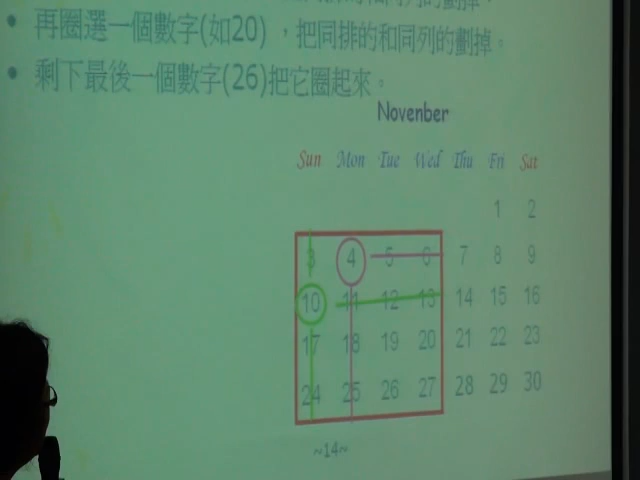 • 再圈選一個數字(如20)，把同排的和同列的劃掉。
• 剩下最後一個數字(26)把它圈起來。
Novenber
Sun Mon Tue Wed Thu Fri Sat
1 2
3 4 5 6 7 8 9
10 11 12 13 14 15 16
17 18 19 20 21 22 23
24 25 26 27 28 29 30
~14~